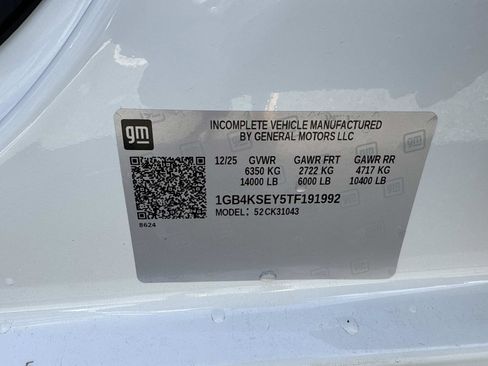 gm
INCOMPLETE VEHICLE MANUFACTURED
BY GENERAL MOTORS LLC
12/25 GVWR GAWR FRT GAWR RR
6350 KG 2722 KG 4717 KG
14000 LB 6000 LB 10400 LB
1GB4KSEY5TF191992
MODEL: 52CK31043
8624